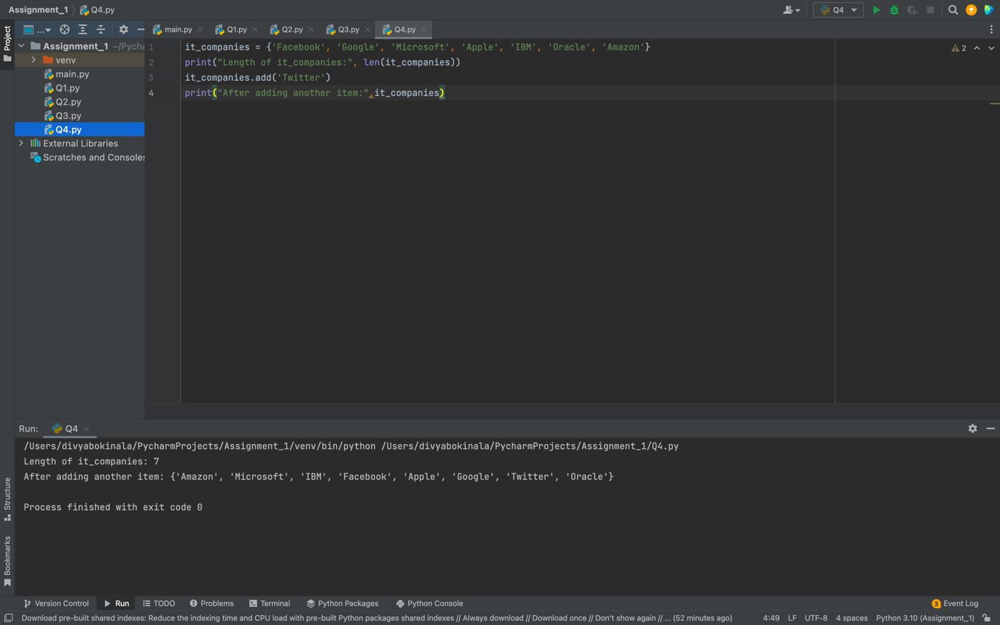 Assignment_1 Q4.py Q4
Project ... main.py Q1.py Q2.py Q3.py Q4.py
Assignment_1 ~/Pycha
venv
main.py
Q1.py
Q2.py
Q3.py
Q4.py
External Libraries
Scratches and Consoles
1 it_companies = {'Facebook', 'Google', 'Microsoft', 'Apple', 'IBM', 'Oracle', 'Amazon'}
2 print("Length of it_companies:", len(it_companies))
3 it_companies.add('Twitter')
4 print("After adding another item:",it_companies)
2
Run: Q4
/Users/divyabokinala/PycharmProjects/Assignment_1/venv/bin/python /Users/divyabokinala/PycharmProjects/Assignment_1/Q4.py
Length of it_companies: 7
After adding another item: {'Amazon', 'Microsoft', 'IBM', 'Facebook', 'Apple', 'Google', 'Twitter', 'Oracle'}
Process finished with exit code 0
Structure
Bookmarks
Version Control Run TODO Problems Terminal Python Packages Python Console 3 Event Log
Download pre-built shared indexes: Reduce the indexing time and CPU load with pre-built Python packages shared indexes // Always download // Download once // Don't show again // ... (52 minutes ago) 4:49 LF UTF-8 4 spaces Python 3.10 (Assignment_1)